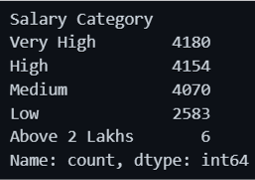 Salary Category
Very High        4180
High             4154
Medium           4070
Low              2583
Above 2 Lakhs       6
Name: count, dtype: int64